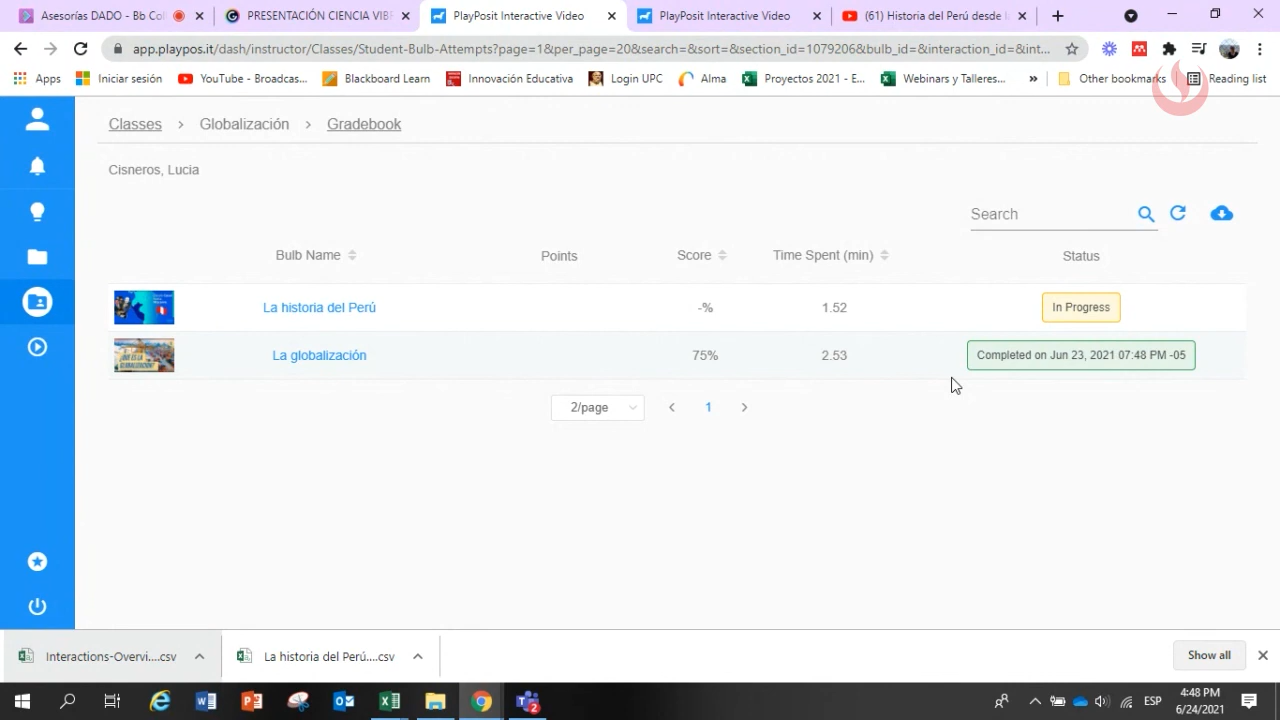 Asesorías DADO - Bb Col
PRESENTACIÓN CIENCIA VIBE
PlayPosit Interactive Video
PlayPosit Interactive Video
(61) Historia del Perú desde l
app.playpos.it/dash/instructor/Classes/Student-Bulb-Attempts?page=1&per_page=20&search=&sort=&section_id=1079206&bulb_id=&interaction_id=&int...
Apps
Iniciar sesión
YouTube - Broadcas...
Blackboard Learn
Innovación Educativa
Login UPC
Alma
Proyectos 2021 - E...
Webinars y Talleres...
»
Other bookmarks
Reading list
Classes > Globalización > Gradebook
Cisneros, Lucia
Search
Bulb Name Points Score Time Spent (min) Status
La historia del Perú -% 1.52 In Progress
La globalización 75% 2.53 Completed on Jun 23, 2021 07:48 PM -05
2/page < 1 >
Interactions-Overvi....csv
La historia del Perú....csv
Show all
ESP
4:48 PM
6/24/2021